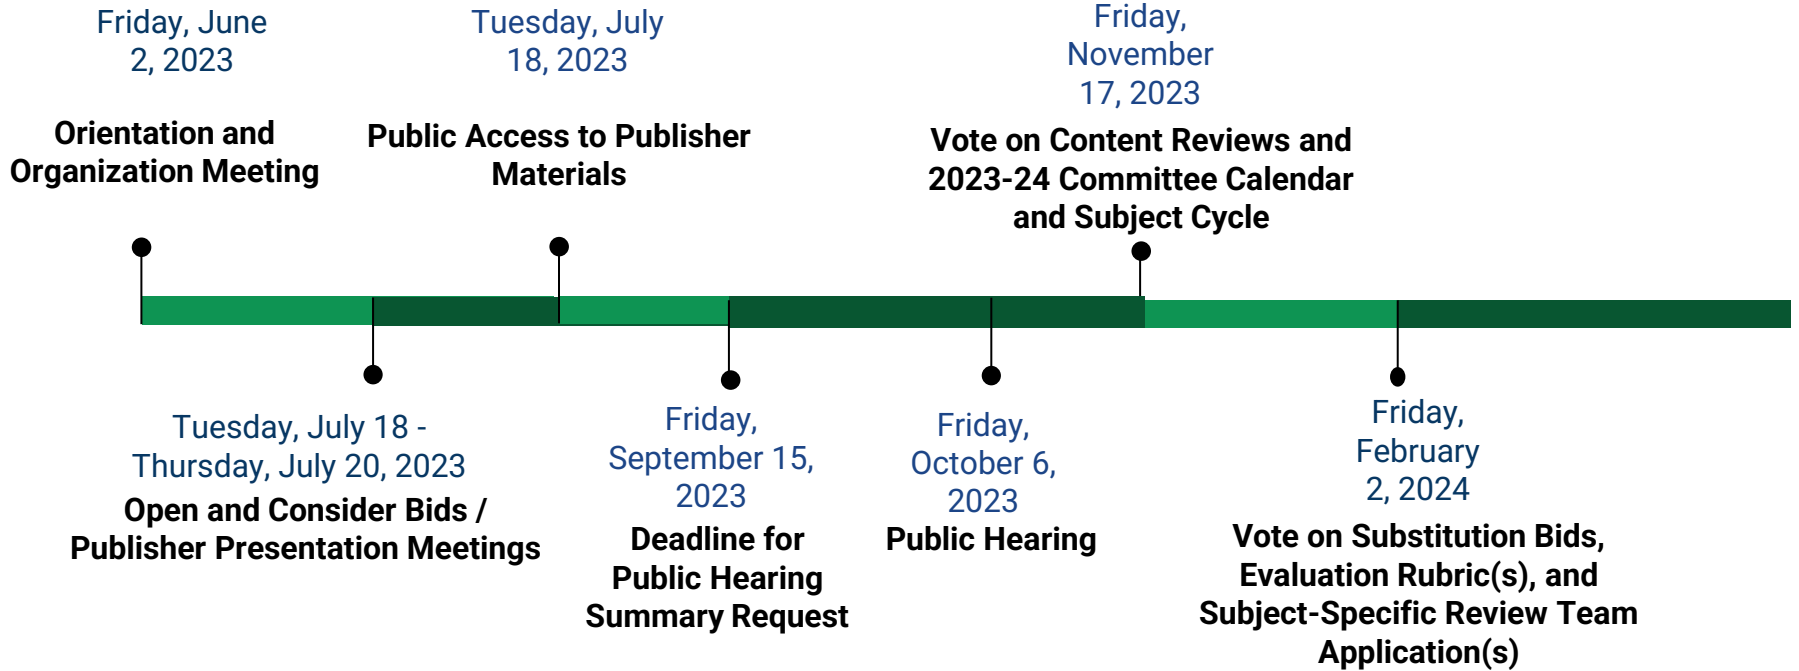 Friday, June
2, 2023
Orientation and
Organization Meeting
Tuesday, July
18, 2023
Public Access to Publisher
Materials
Friday,
November
17, 2023
Vote on Content Reviews and
2023-24 Committee Calendar
and Subject Cycle
Tuesday, July 18 -
Thursday, July 20, 2023
Open and Consider Bids /
Publisher Presentation Meetings
Friday,
September 15,
2023
Deadline for
Public Hearing
Summary Request
Friday,
October 6,
2023
Public Hearing
Friday,
February
2, 2024
Vote on Substitution Bids,
Evaluation Rubric(s), and
Subject-Specific Review Team
Application(s)